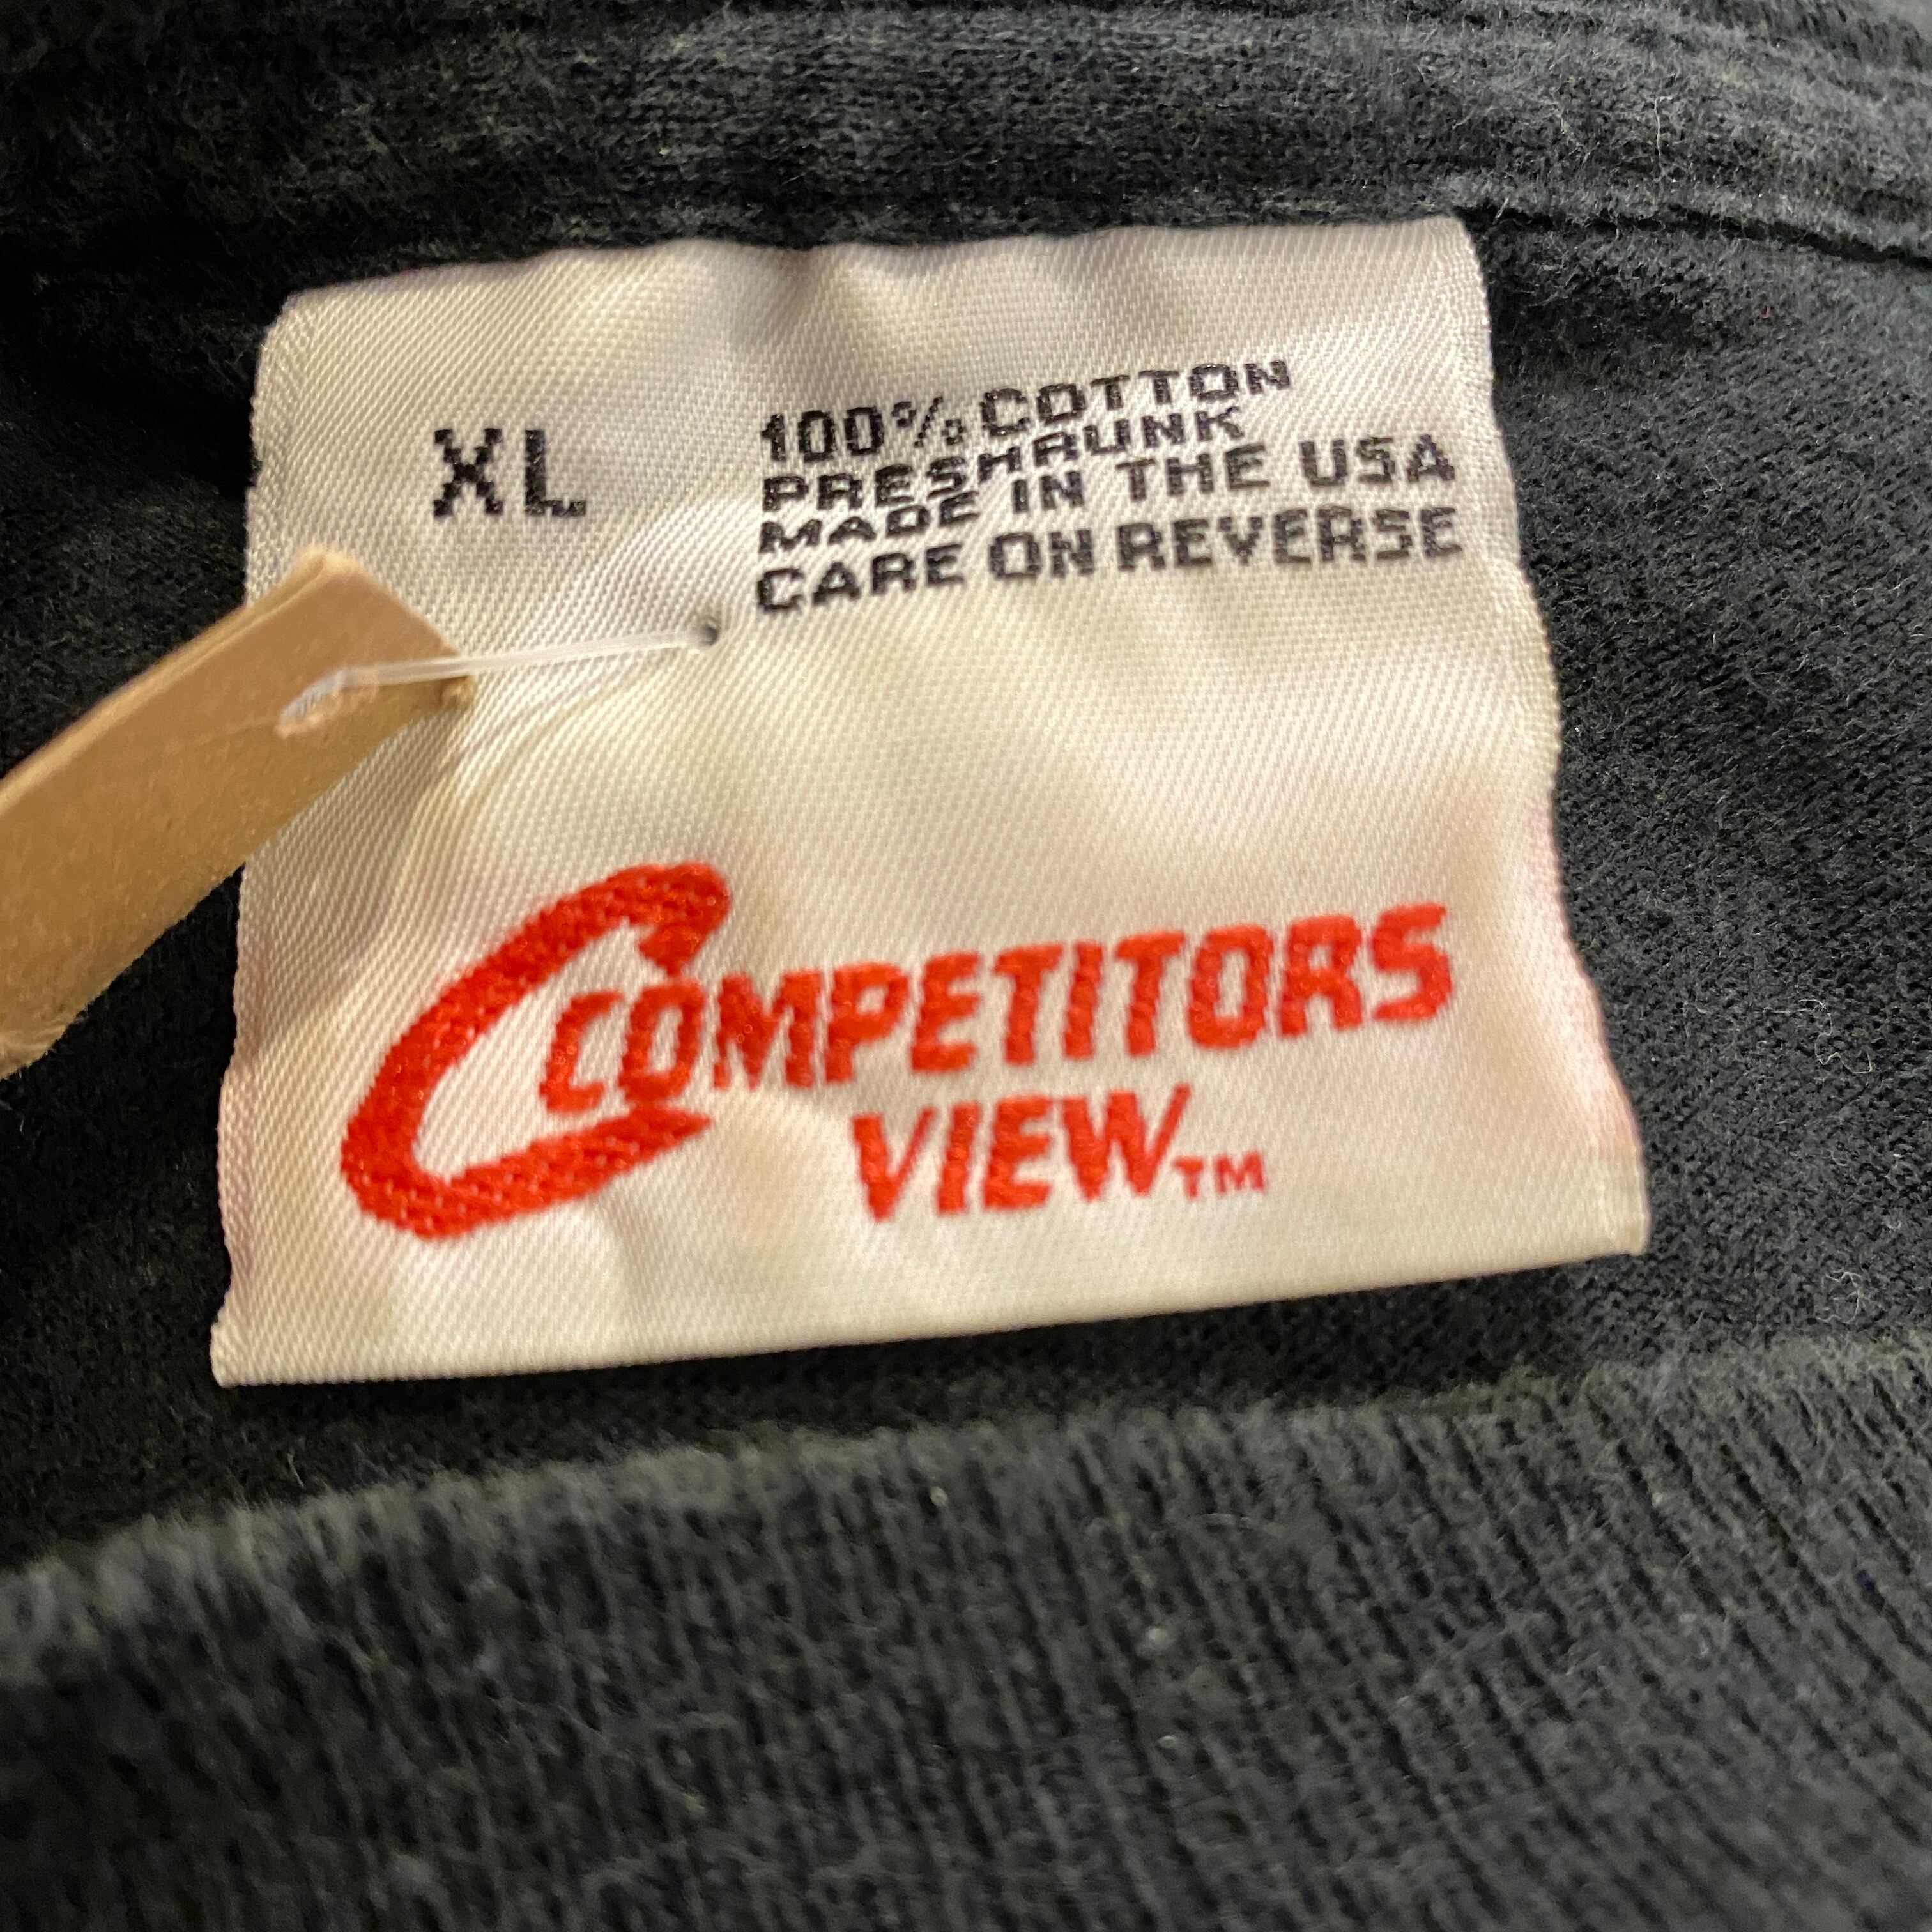 XL
100% COTTON
PRESHRUNK
MADE IN THE USA
CARE ON REVERSE
COMPETITORS
VIEW™